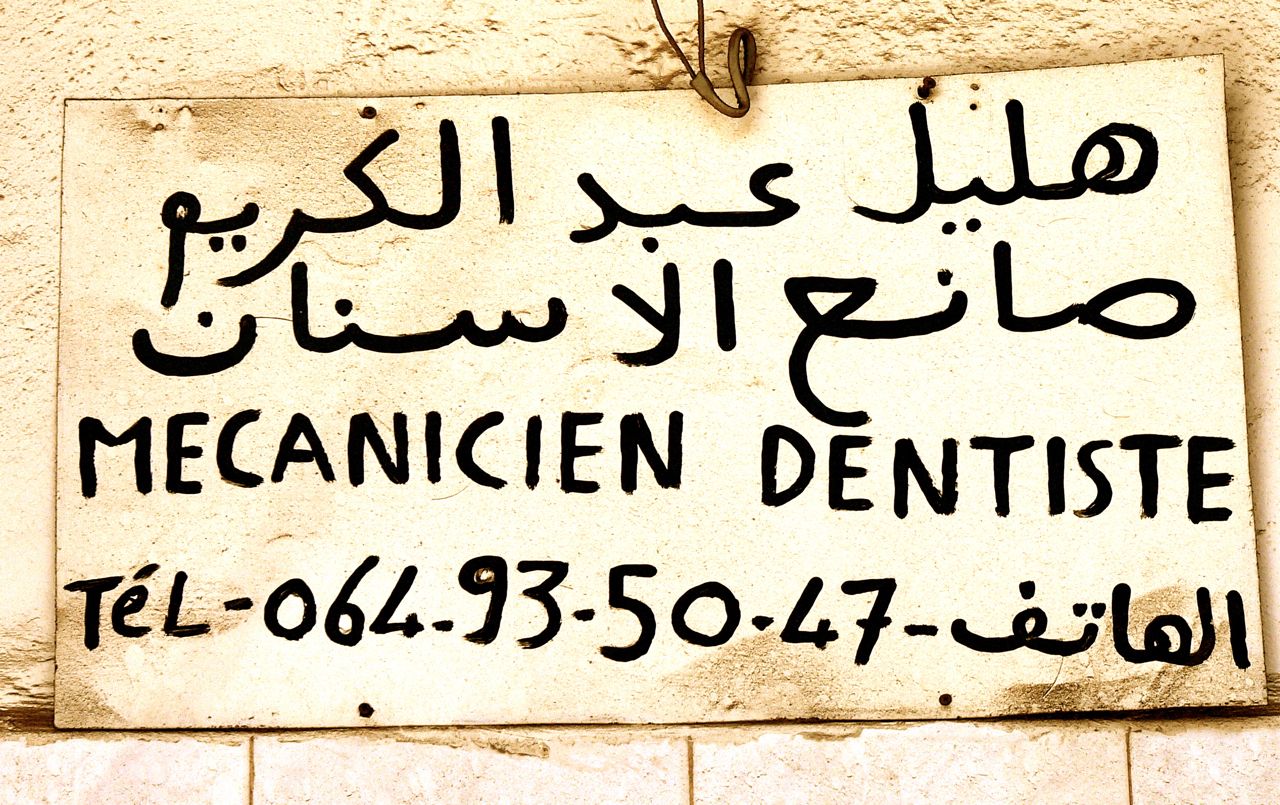 هليل عبد الكريم
صانع الاسنان
MECANICIEN DENTISTE
TéL-064-93-50-47-الهاتف